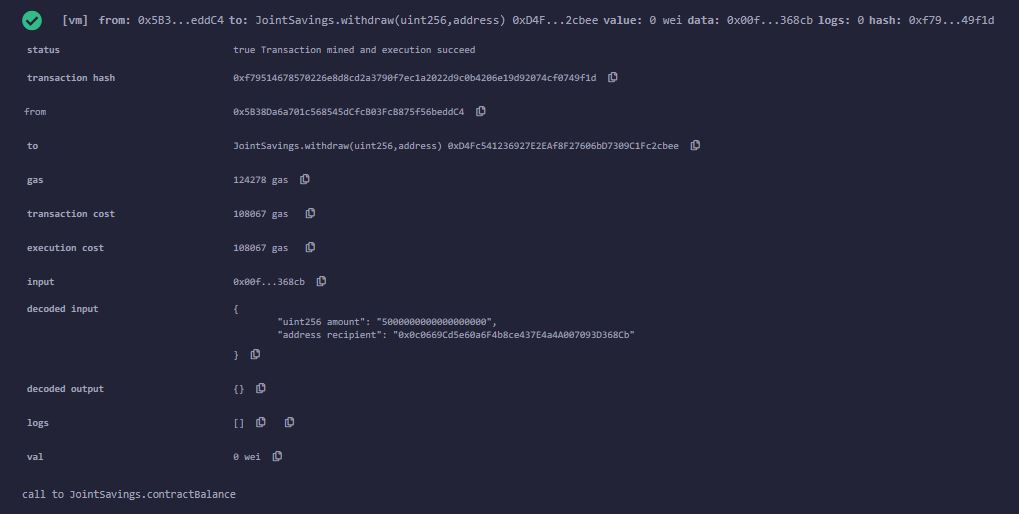 [vm] from: 0x5B3...eddC4 to: JointSavings.withdraw(uint256,address) 0xD4F...2cbee value: 0 wei data: 0x00f...368cb logs: 0 hash: 0xf79...49f1d
status true Transaction mined and execution succeed
transaction hash 0xf79514678570226e8d8cd2a3790f7ec1a2022d9c0b4206e19d92074cf0749f1d
from 0x5B38Da6a701c568545dCfcB03FcB875f56beddC4
to JointSavings.withdraw(uint256,address) 0xD4Fc541236927E2EAf8F27606bD7309C1Fc2cbee
gas 124278 gas
transaction cost 108067 gas
execution cost 108067 gas
input 0x00f...368cb
decoded input {
"uint256 amount": "5000000000000000000",
"address recipient": "0x0c0669Cd5e60a6F4b8ce437E4a4A007093D368Cb"
}
decoded output {}
logs []
val 0 wei
call to JointSavings.contractBalance